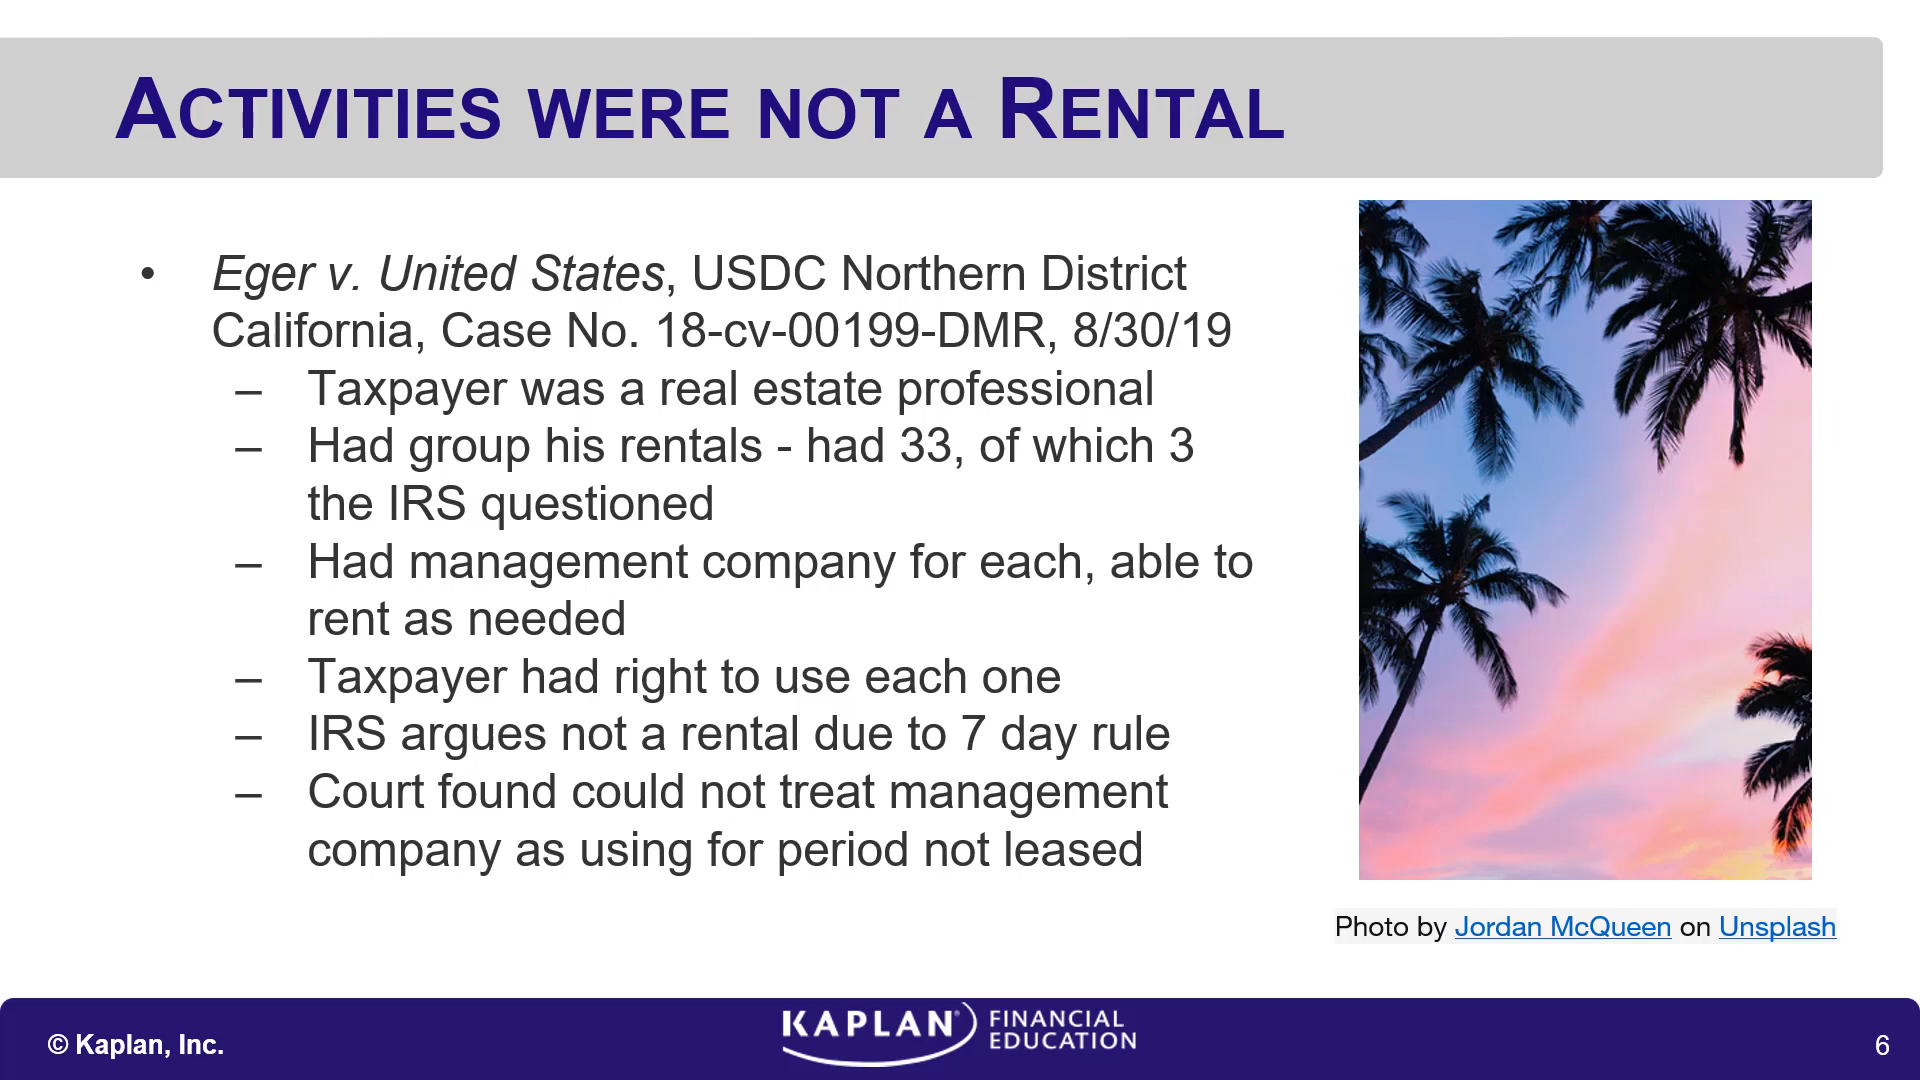 ACTIVITIES WERE NOT A RENTAL
• Eger v. United States, USDC Northern District
California, Case No. 18-cv-00199-DMR, 8/30/19
– Taxpayer was a real estate professional
– Had group his rentals - had 33, of which 3
the IRS questioned
– Had management company for each, able to
rent as needed
– Taxpayer had right to use each one
– IRS argues not a rental due to 7 day rule
– Court found could not treat management
company as using for period not leased
Photo by Jordan McQueen on Unsplash
© Kaplan, Inc.
KAPLAN FINANCIAL
EDUCATION
6